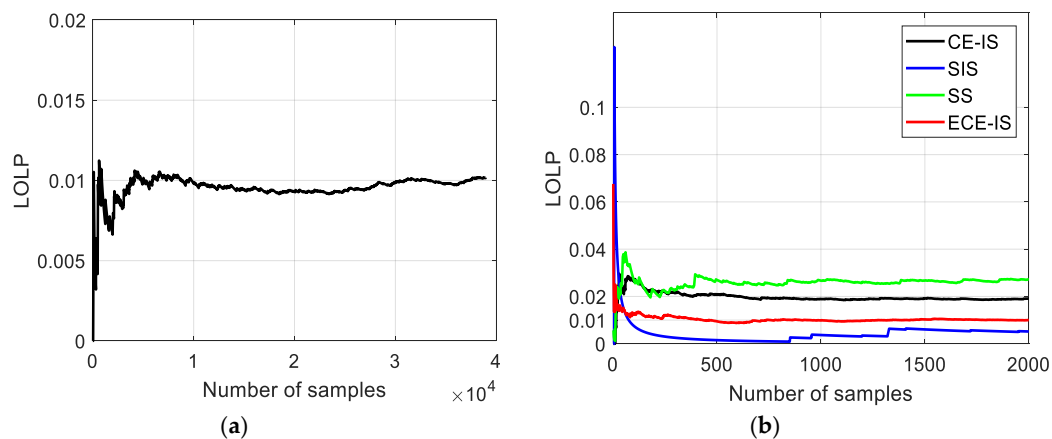 0.02
0.015
0.01
0.005
0
LOLP
0 1 2 3 4
Number of samples
×10^4
(a)
0.1
0.08
0.06
0.04
0.02
0.01
0
LOLP
CE-IS
SIS
SS
ECE-IS
0 500 1000 1500 2000
Number of samples
(b)